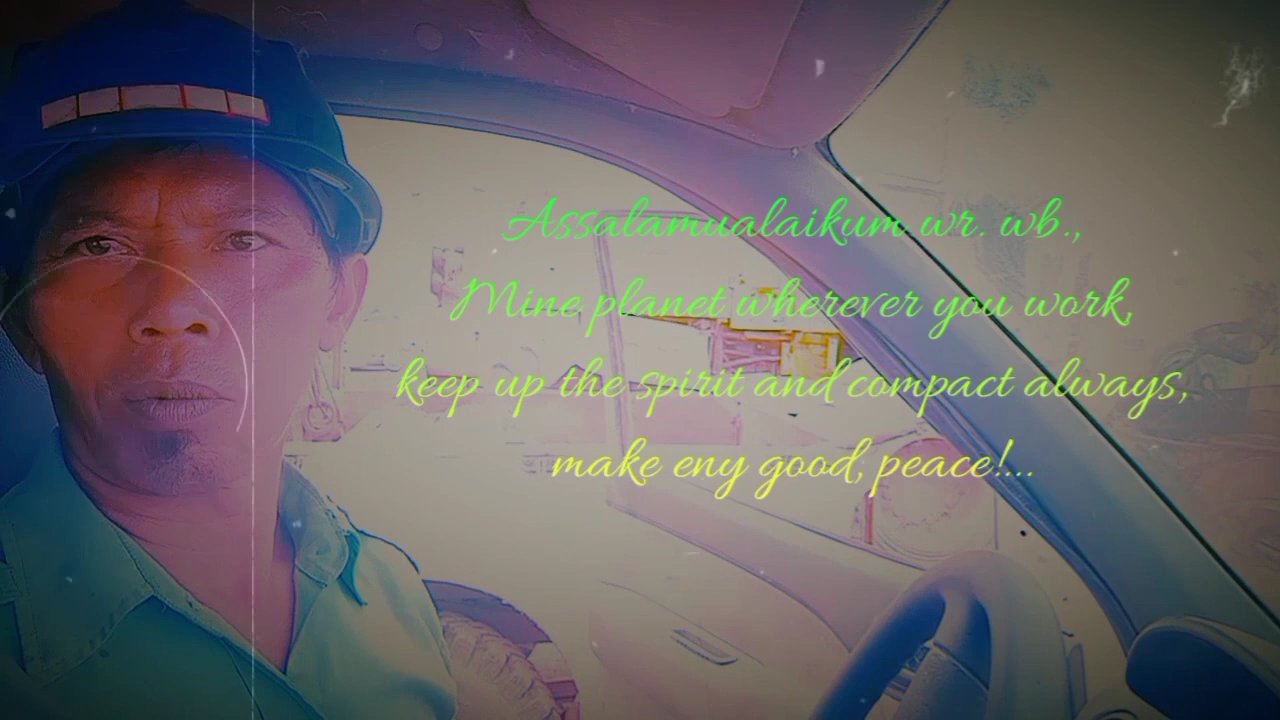 Assalamualaikum wr. wb.,
Mine planet wherever you work,
keep up the spirit and compact always,
make eny good, peace!...